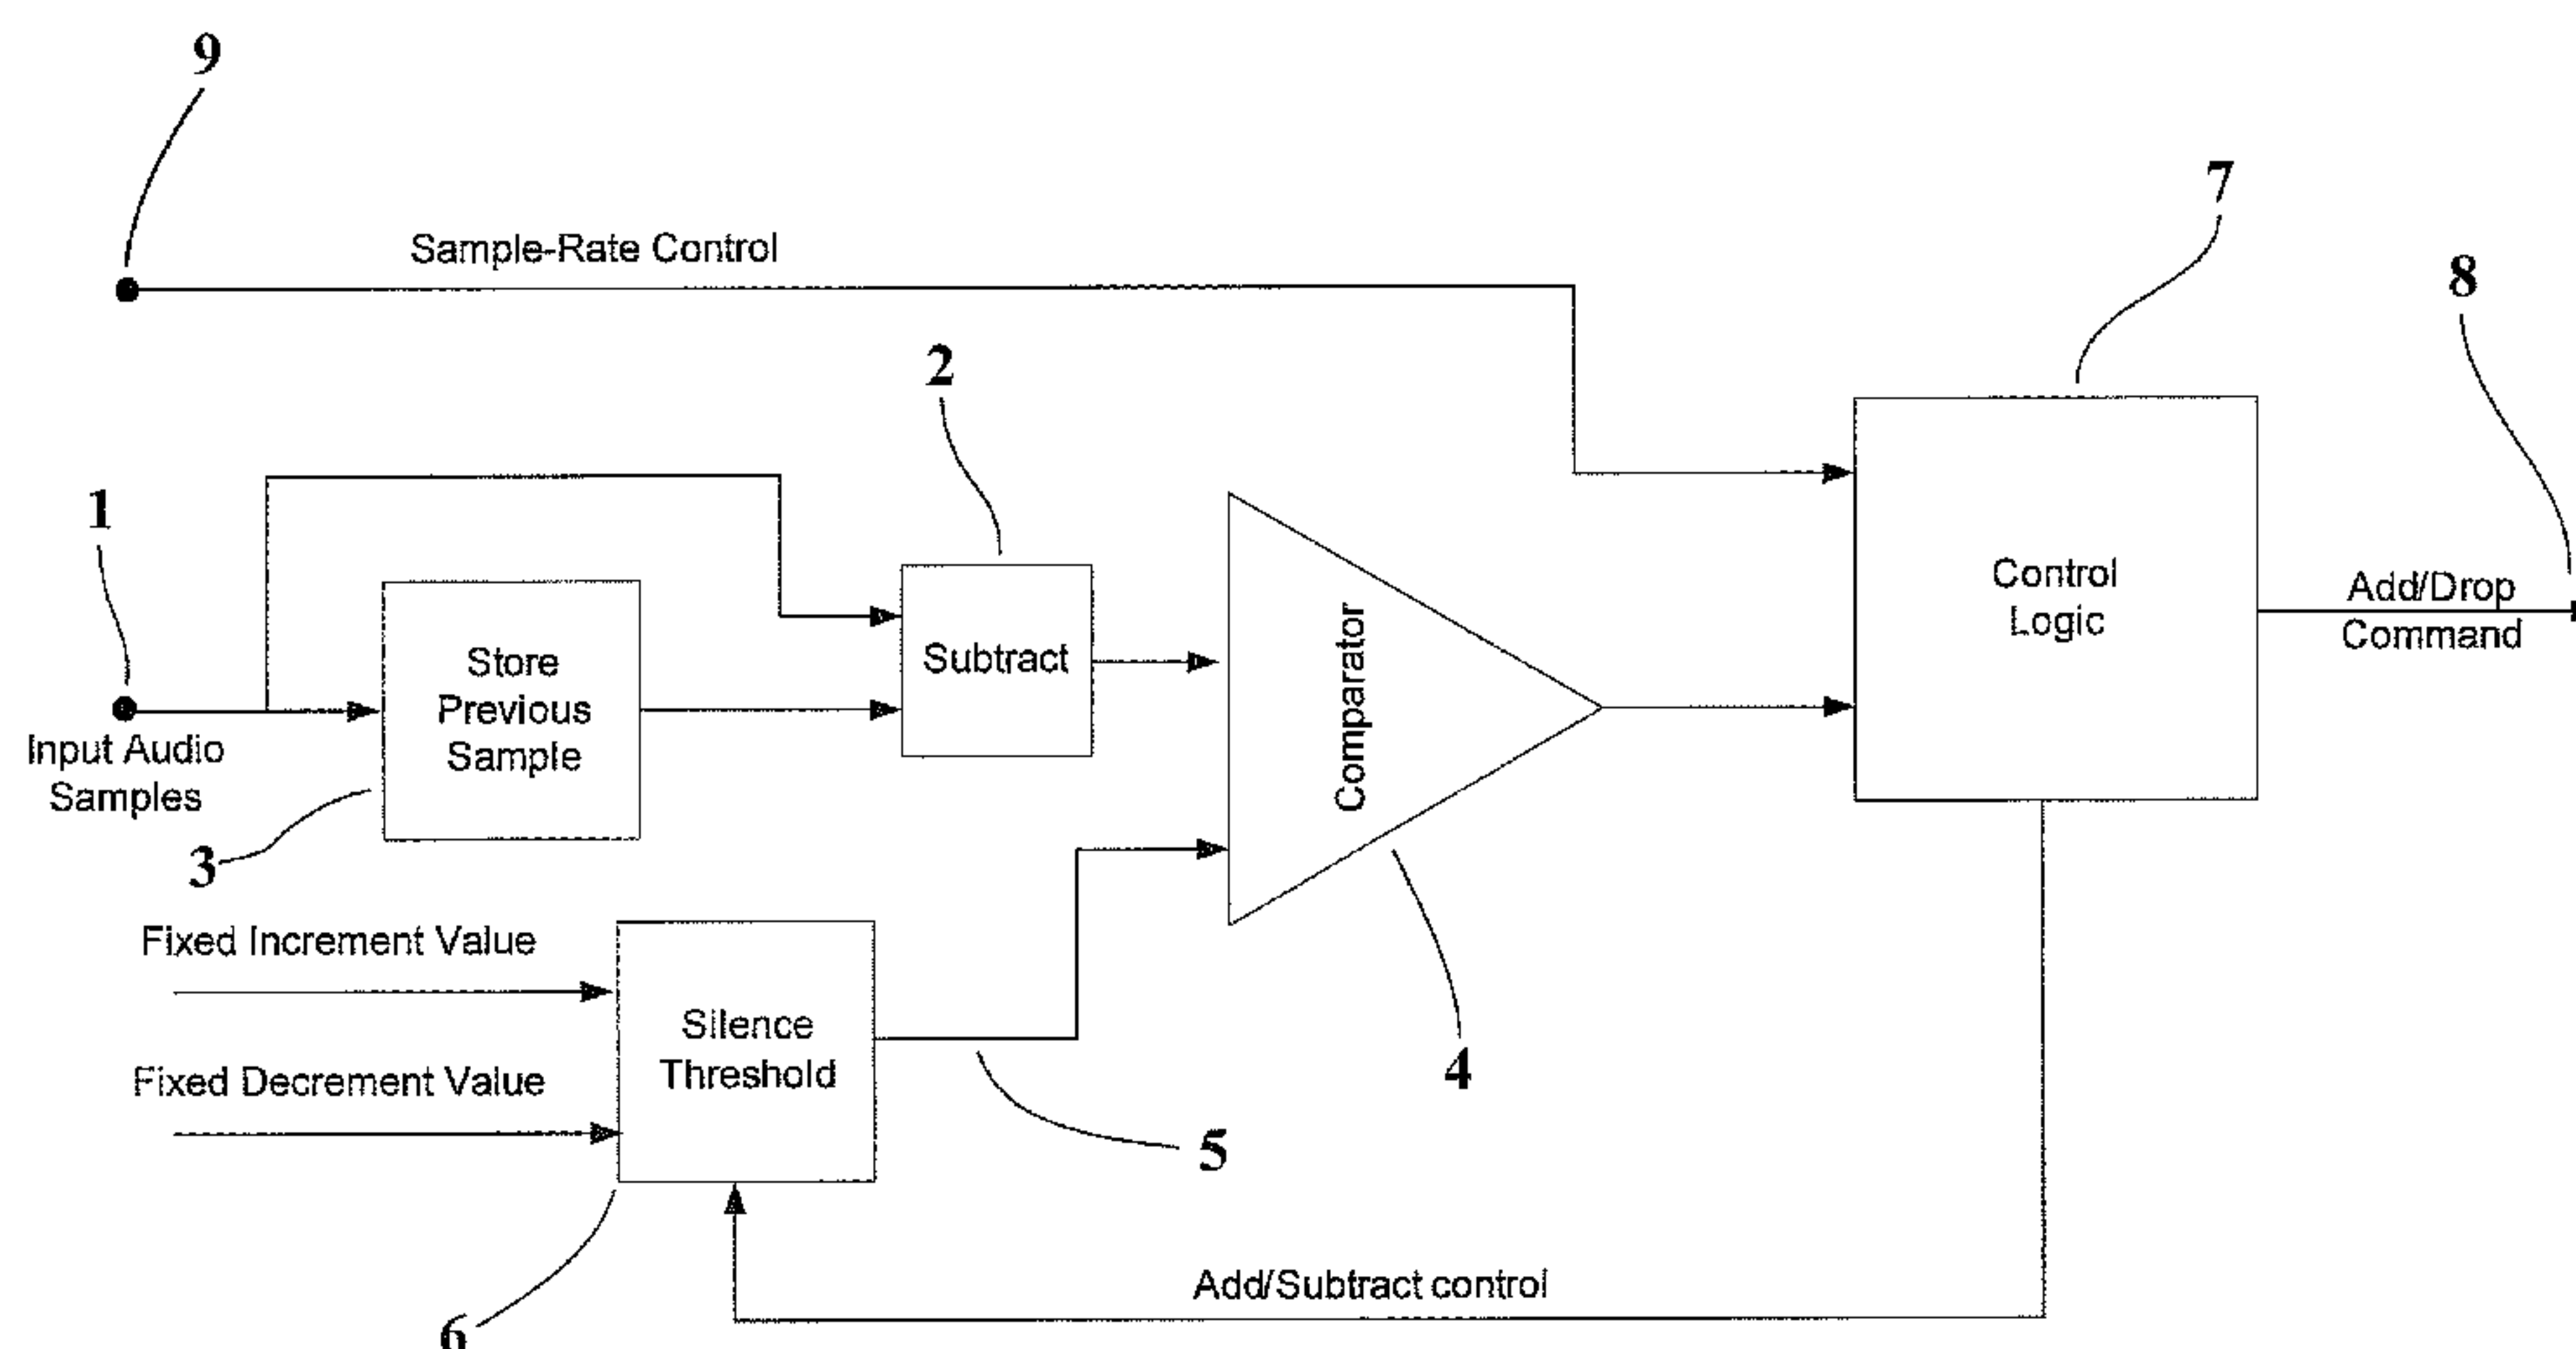 9
Sample-Rate Control
7
8
2
1
Input Audio
Samples
Store
Previous
Sample
3
Subtract
Comparator
4
Control
Logic
Add/Drop
Command
Fixed Increment Value
Fixed Decrement Value
Silence
Threshold
5
6
Add/Subtract control